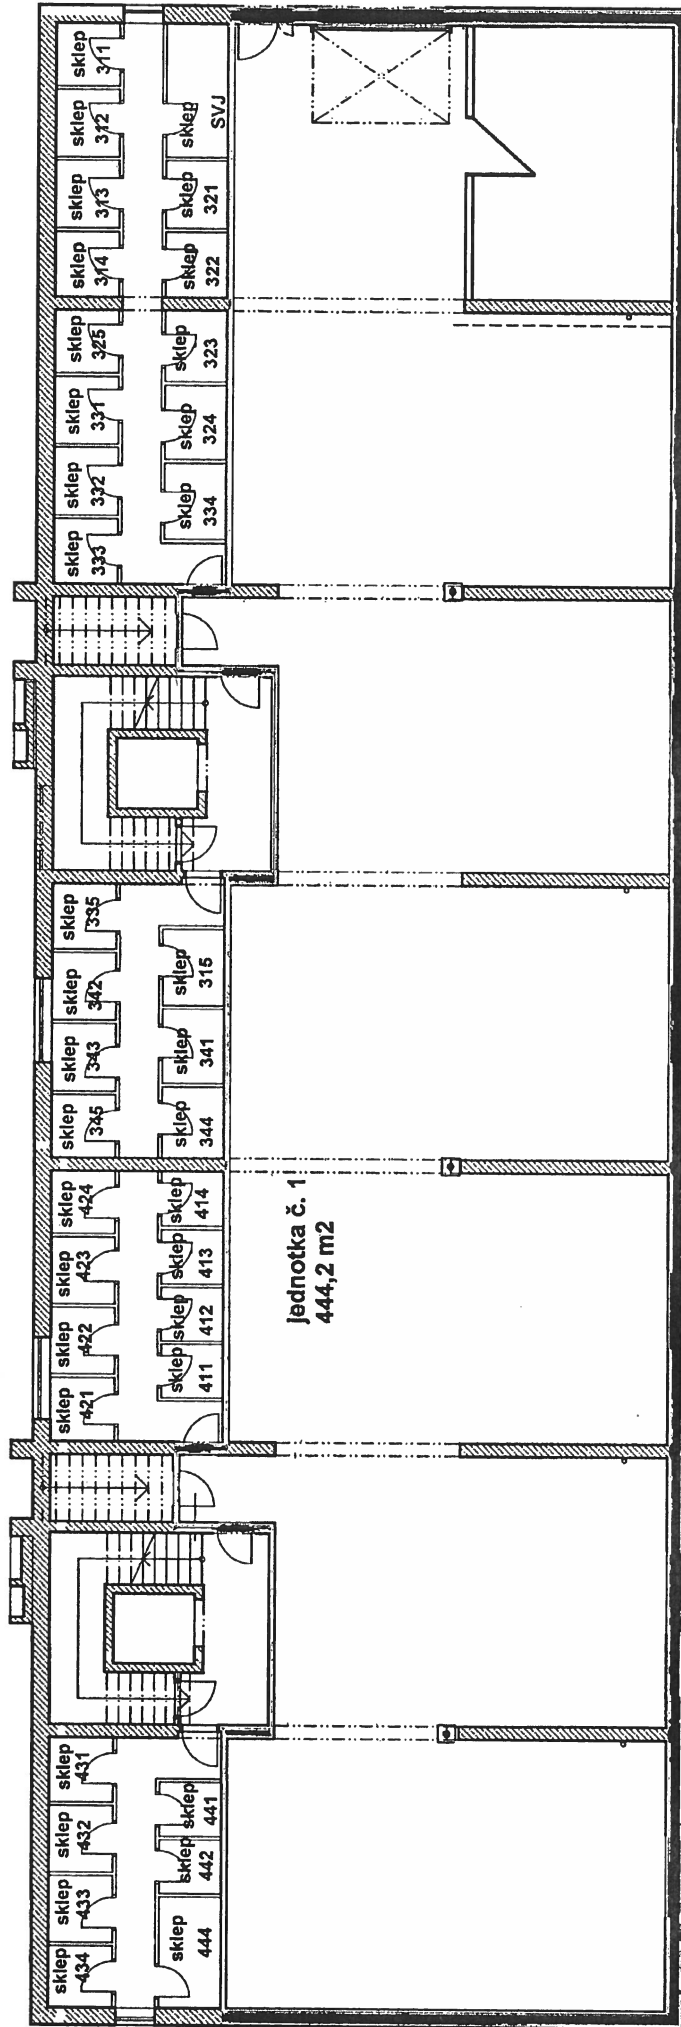 sklep
311
sklep
312
sklep
313
sklep
314
sklep
SVJ
sklep
321
sklep
322
sklep
325
sklep
331
sklep
332
sklep
333
sklep
323
sklep
324
sklep
334
sklep
335
sklep
342
sklep
343
sklep
345
sklep
315
sklep
341
sklep
344
sklep
424
sklep
423
sklep
422
sklep
421
sklep
414
sklep
413
sklep
412
sklep
411
jednotka č. 1
444,2 m2
sklep
431
sklep
432
sklep
433
sklep
434
sklep
441
sklep
442
sklep
444